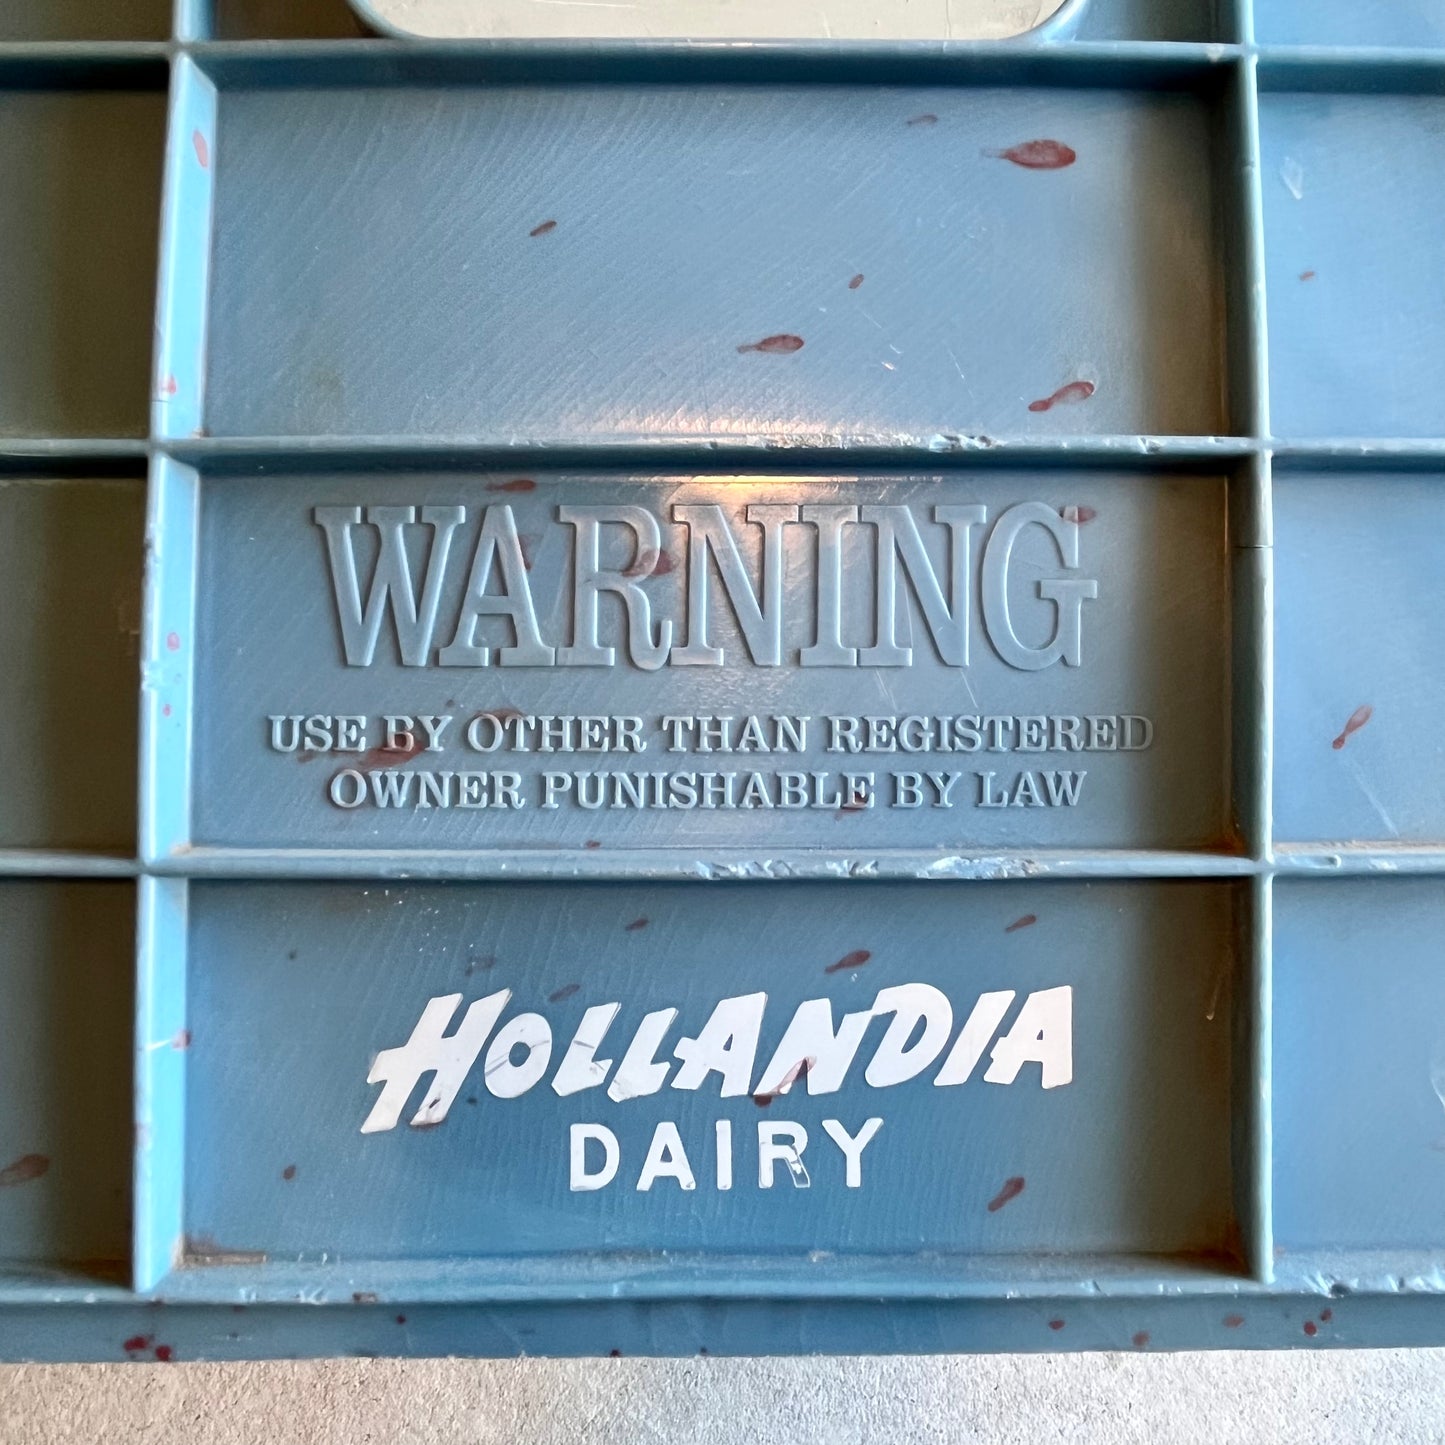 WARNING
USE BY OTHER THAN REGISTERED
OWNER PUNISHABLE BY LAW
HOLLANDIA
DAIRY